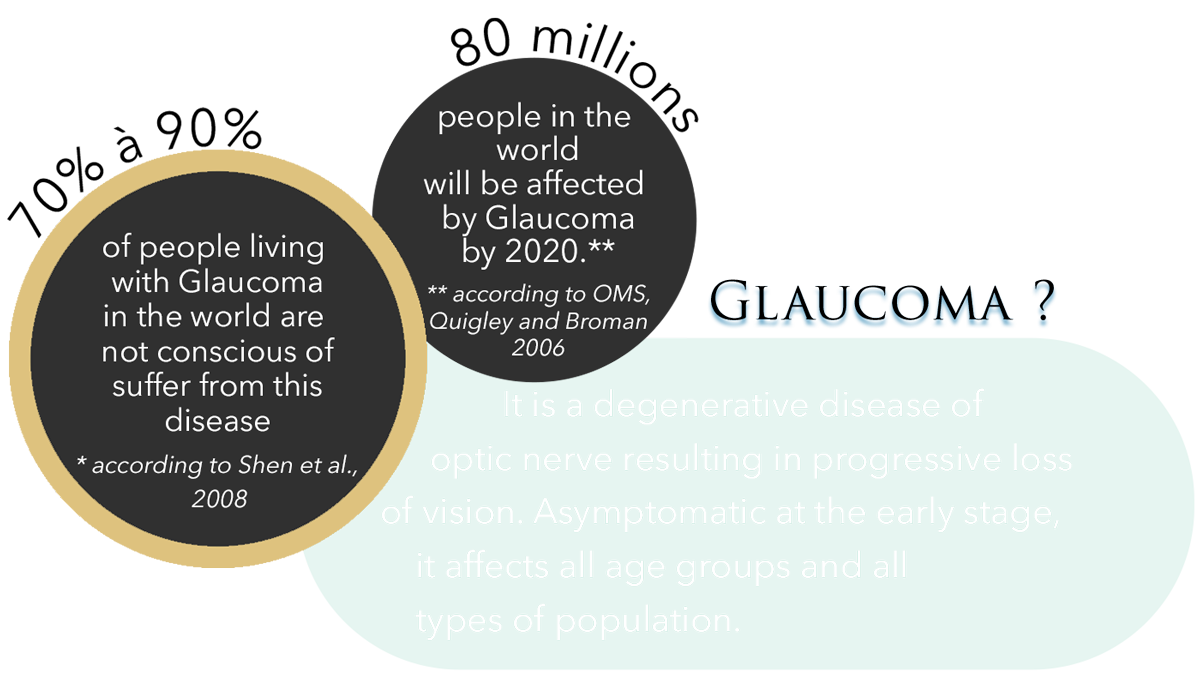 70% à 90%
of people living
with Glaucoma
in the world are
not conscious of
suffer from this
disease
* according to Shen et al.,
2008
80 millions
people in the
world
will be affected
by Glaucoma
by 2020.**
** according to OMS,
Quigley and Broman
2006
GLAUCOMA ?
It is a degenerative disease of
optic nerve resulting in progressive loss
of vision. Asymptomatic at the early stage,
it affects all age groups and all
types of population.